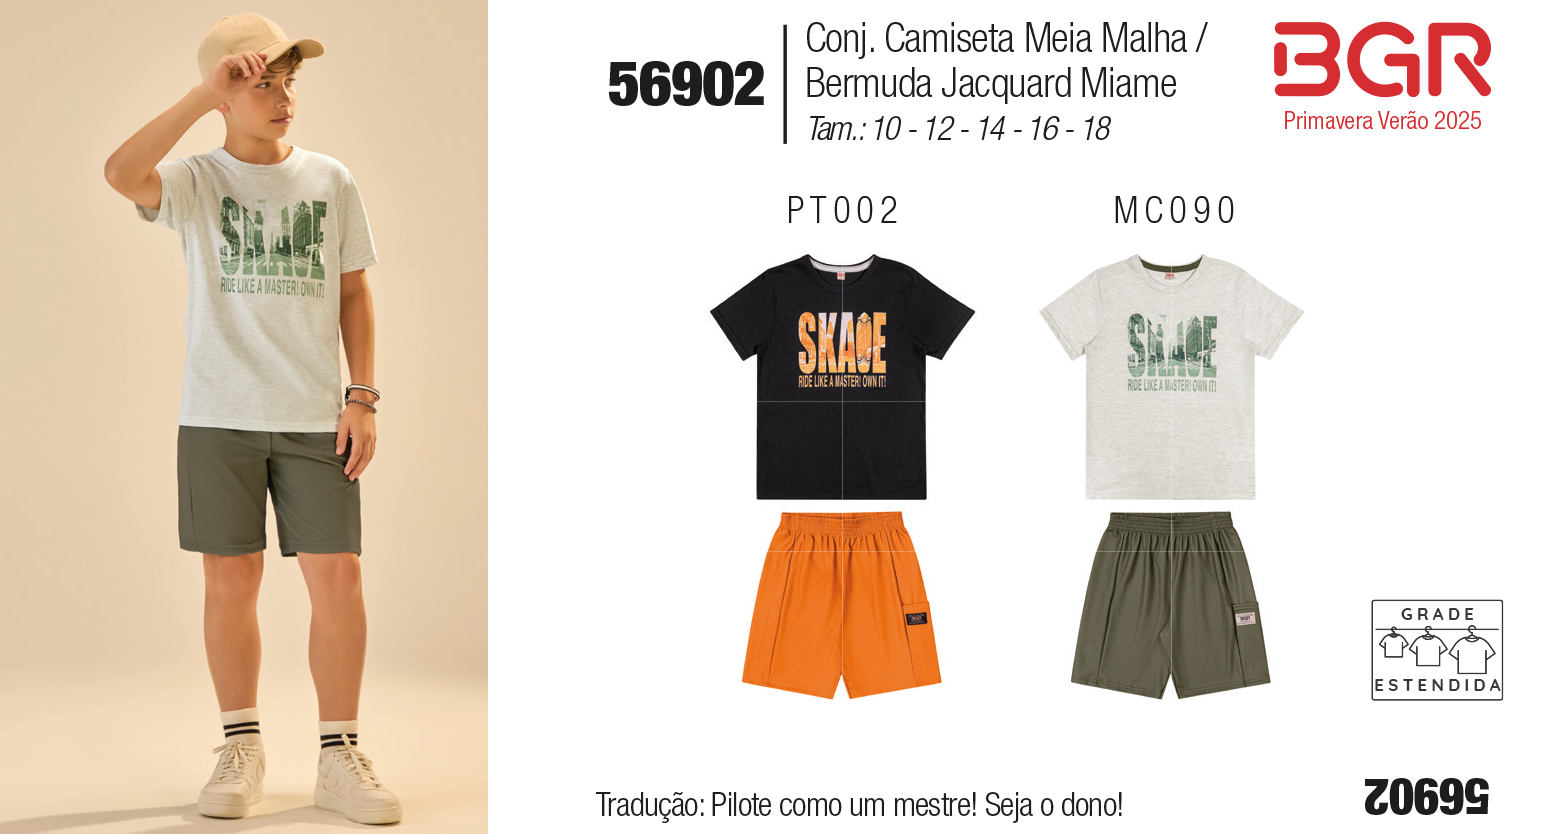 SKATE
RIDE LIKE A MASTER! OWN IT!
56902
Conj. Camiseta Meia Malha /
Bermuda Jacquard Miame
Tam.: 10 - 12 - 14 - 16 - 18
BGR
Primavera Verão 2025
PT002
MC090
SKATE
RIDE LIKE A MASTER! OWN IT!
SKATE
RIDE LIKE A MASTER! OWN IT!
BGR
BGR
GRADE
ESTENDIDA
Tradução: Pilote como um mestre! Seja o dono!
56902